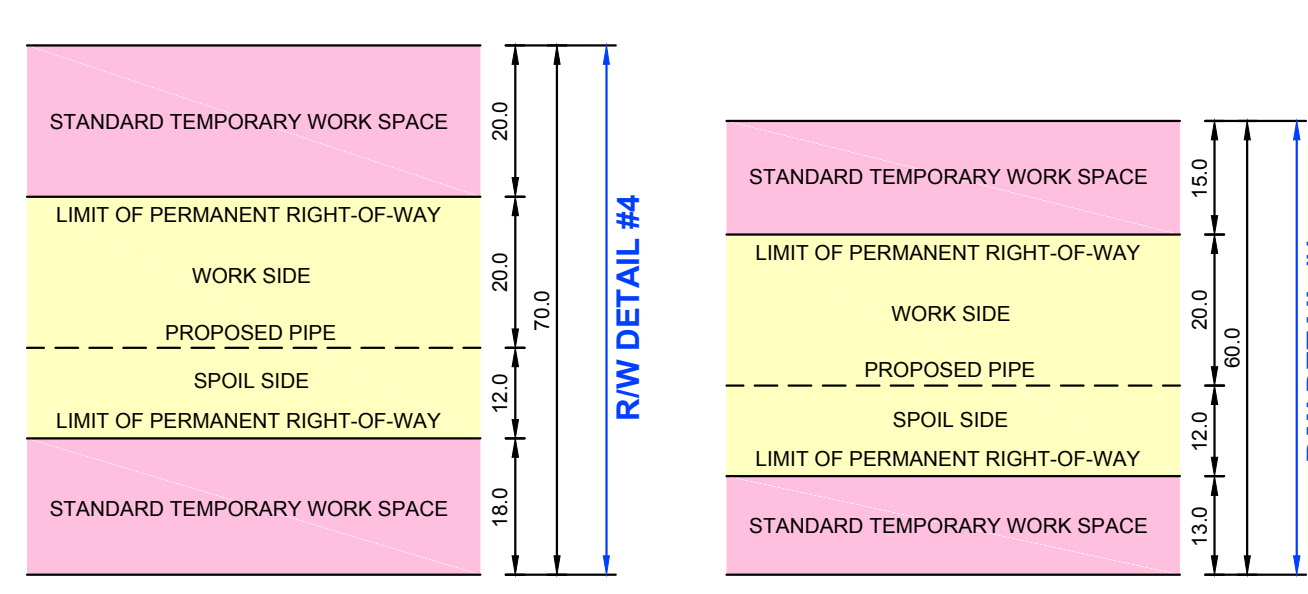 STANDARD TEMPORARY WORK SPACE
LIMIT OF PERMANENT RIGHT-OF-WAY
WORK SIDE
PROPOSED PIPE
SPOIL SIDE
LIMIT OF PERMANENT RIGHT-OF-WAY
STANDARD TEMPORARY WORK SPACE
20.0
20.0
12.0
18.0
70.0
R/W DETAIL #4
STANDARD TEMPORARY WORK SPACE
LIMIT OF PERMANENT RIGHT-OF-WAY
WORK SIDE
PROPOSED PIPE
SPOIL SIDE
LIMIT OF PERMANENT RIGHT-OF-WAY
STANDARD TEMPORARY WORK SPACE
15.0
20.0
12.0
13.0
60.0